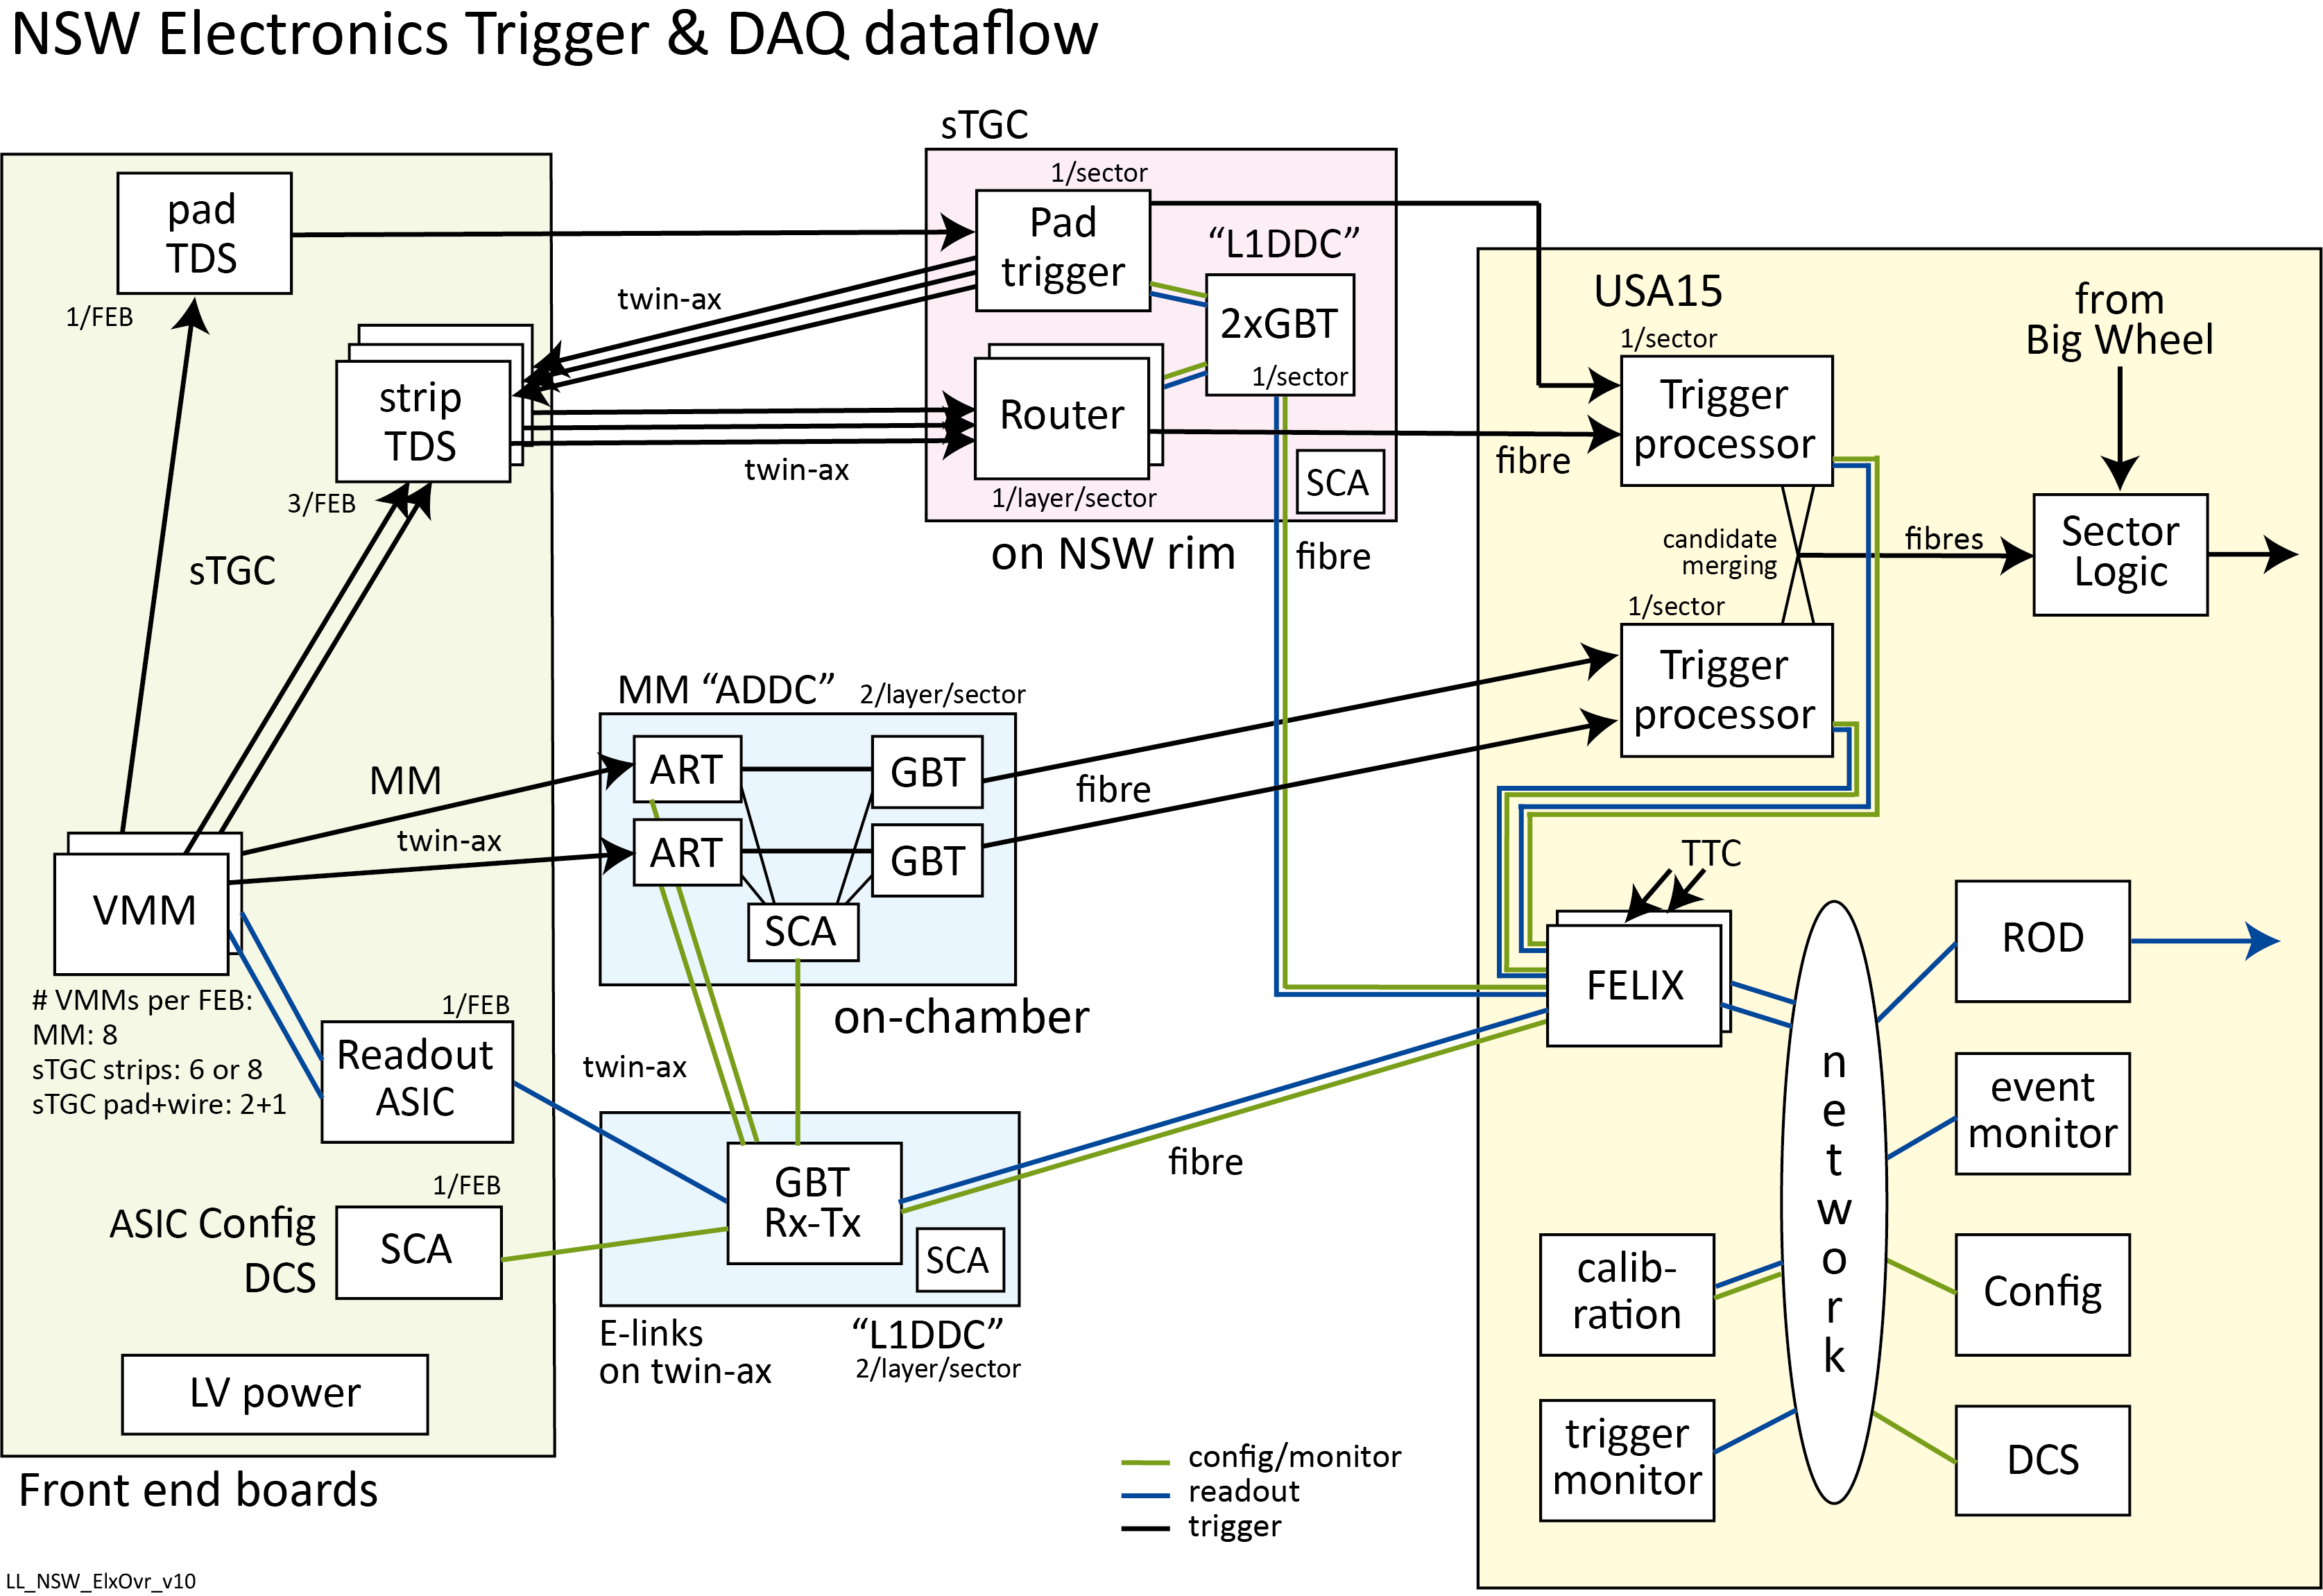 NSW Electronics Trigger & DAQ dataflow
sTGC
1/sector
pad
TDS
Pad
trigger
"L1DDC"
2xGBT
1/sector
1/FEB
twin-ax
strip
TDS
Router
twin-ax
3/FEB
1/layer/sector
SCA
on NSW rim
fibre
fibre
sTGC
USA15
1/sector
Trigger
processor
from
Big Wheel
candidate
merging
fibres
Sector
Logic
1/sector
Trigger
processor
MM "ADDC"
2/layer/sector
ART
GBT
ART
GBT
SCA
on-chamber
MM
twin-ax
fibre
VMM
# VMMs per FEB:
MM: 8
sTGC strips: 6 or 8
sTGC pad+wire: 2+1
1/FEB
Readout
ASIC
twin-ax
1/FEB
ASIC Config
DCS
SCA
GBT
Rx-Tx
SCA
fibre
E-links
on twin-ax
"L1DDC"
2/layer/sector
LV power
Front end boards
TTC
FELIX
network
ROD
event
monitor
calib-
ration
Config
trigger
monitor
DCS
config/monitor
readout
trigger
LL_NSW_ElxOvr_v10